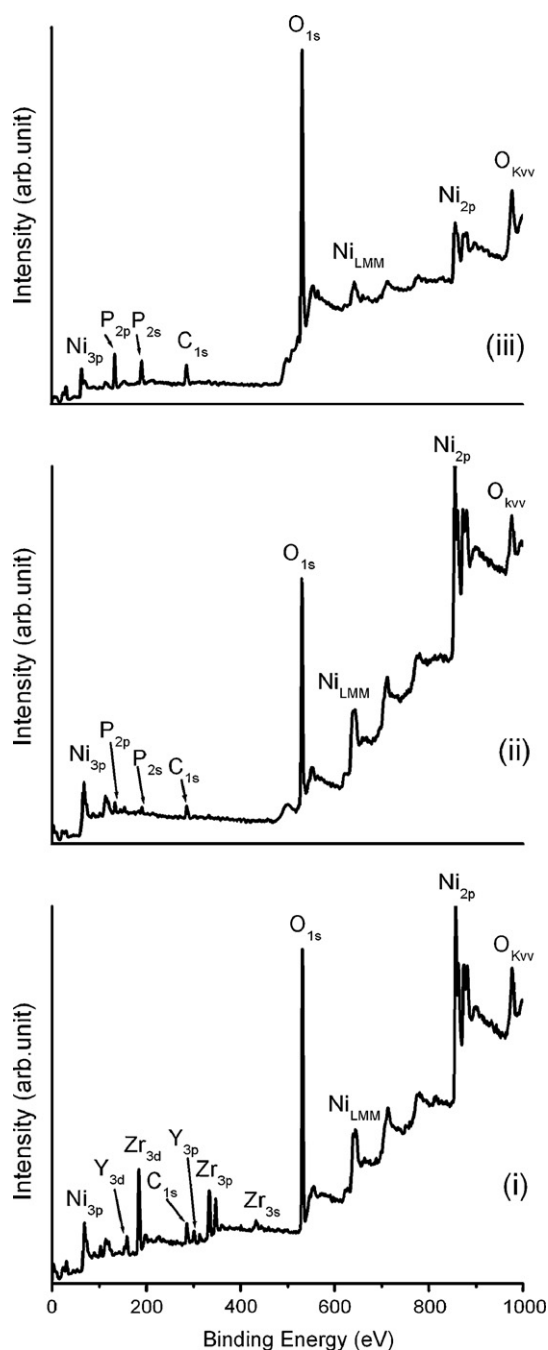 O1s
OKvv
Ni2p
NiLMM
P2p
P2s
C1s
Ni3p
(iii)
Intensity (arb.unit)
Ni2p
Okvv
O1s
NiLMM
P2p
P2s
C1s
Ni3p
(ii)
Intensity (arb.unit)
Ni2p
O1s
OKvv
NiLMM
Y3p
Zr3d
Zr3p
Y3d
C1s
Zr3s
Ni3p
(i)
Intensity (arb.unit)
0 200 400 600 800 1000
Binding Energy (eV)